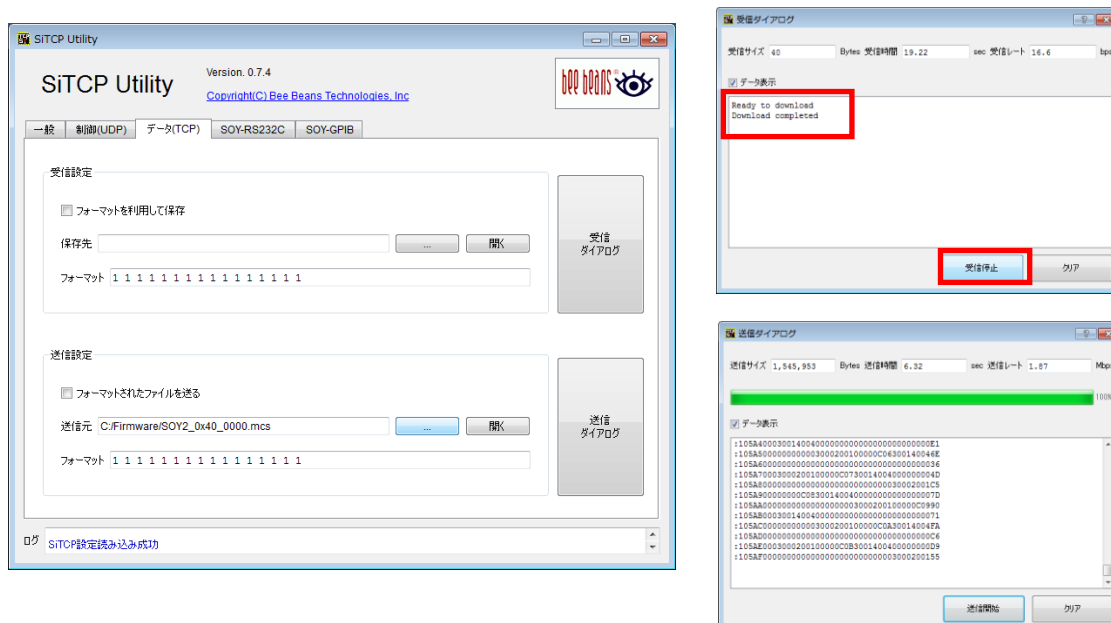 SiTCP Utility
SiTCP Utility
Version. 0.7.4
Copyright(C) Bee Beans Technologies, Inc
bee beans
一般 制御(UDP) データ(TCP) SOY-RS232C SOY-GPIB
受信設定
フォーマットを利用して保存
保存先 ... 開く
フォーマット 1 1 1 1 1 1 1 1 1 1 1 1 1 1 1 1
受信
ダイアログ
送信設定
フォーマットされたファイルを送る
送信元 C:/Firmware/SOY2_0x40_0000.mcs ... 開く
フォーマット 1 1 1 1 1 1 1 1 1 1 1 1 1 1 1 1
送信
ダイアログ
ログ SiTCP設定読み込み成功
受信ダイアログ
受信サイズ 40 Bytes 受信時間 19.22 sec 受信レート 16.6 bps
データ表示
Ready to download
Download completed
受信停止 クリア
送信ダイアログ
送信サイズ 1,545,953 Bytes 送信時間 6.32 sec 送信レート 1.87 Mbps
100%
データ表示
送信開始 クリア